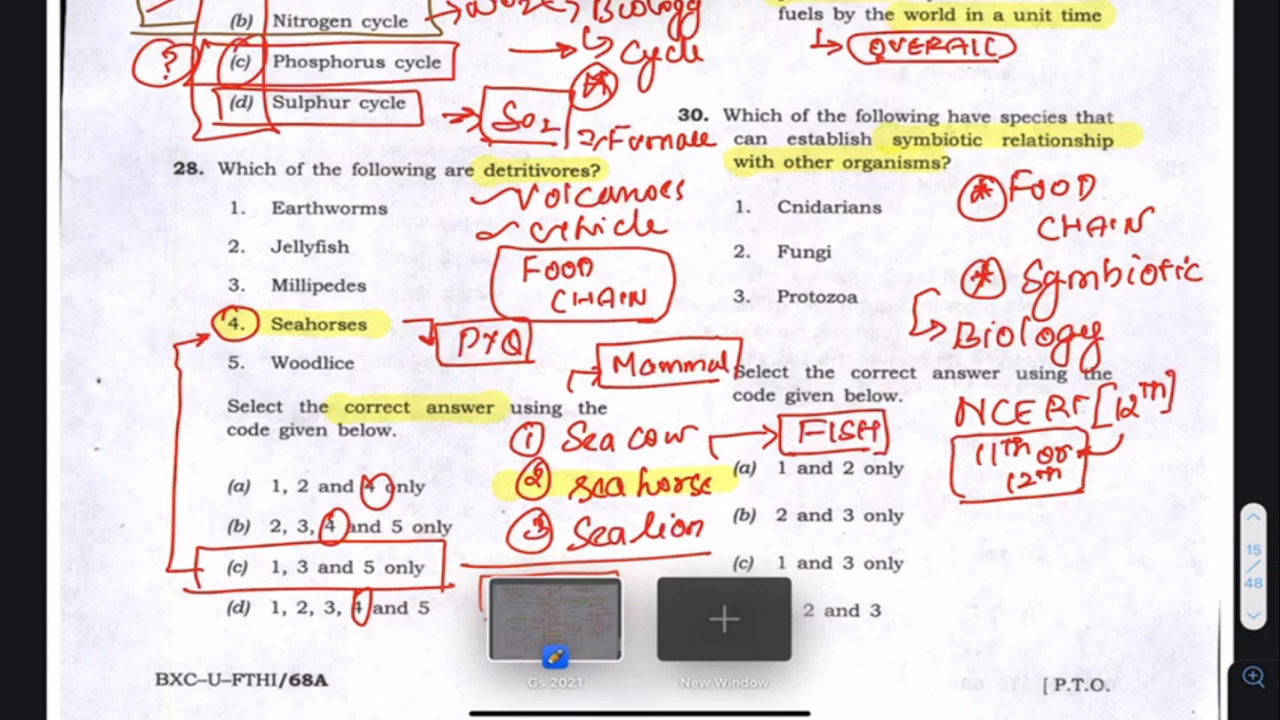 (b) Nitrogen cycle
Biology
Cycle
?
(c) Phosphorus cycle
(d) Sulphur cycle
SO2
28. Which of the following are detritivores?
Volcanoes
vehicle
1. Earthworms
2. Jellyfish
3. Millipedes
4. Seahorses
5. Woodlice
FOOD
CHAIN
PYQ
Mammal
Select the correct answer using the
code given below.
① Sea cow
② Sea horse
③ Sea lion
FISH
(a) 1, 2 and 4 only
(b) 2, 3, 4 and 5 only
(c) 1, 3 and 5 only
(d) 1, 2, 3, 4 and 5
fuels by the world in a unit time
OVERALL
30. Which of the following have species that
can establish symbiotic relationship
with other organisms?
1. Cnidarians
2. Fungi
3. Protozoa
* FOOD
CHAIN
* Symbiotic
Biology
Select the correct answer using the
code given below.
NCERT [12th]
11th or
12th
(a) 1 and 2 only
(b) 2 and 3 only
(c) 1 and 3 only
2 and 3
Gs 2021
New Window
15
48
BXC–U–FTHI/68A
[ P.T.O.